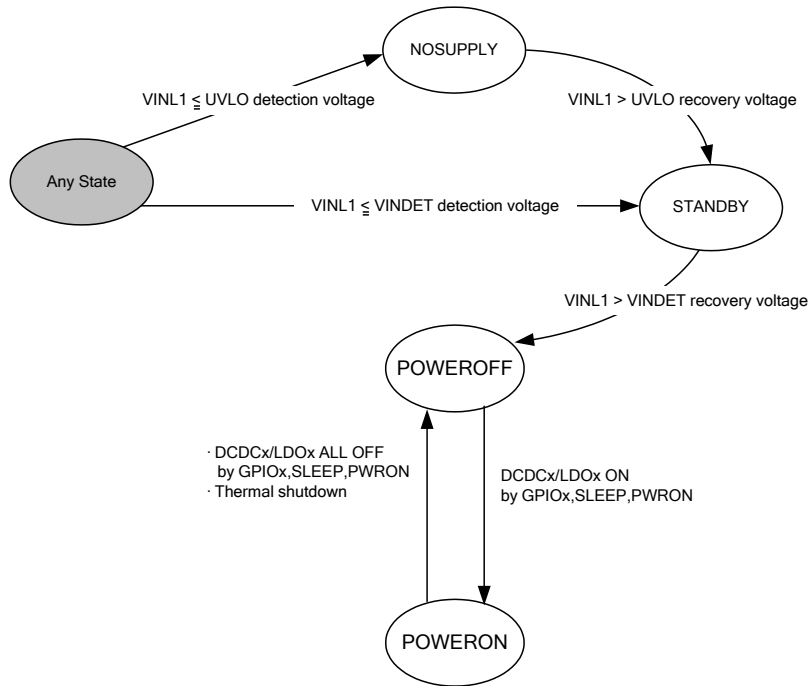 NOSUPPLY
VINL1 ≦ UVLO detection voltage
VINL1 > UVLO recovery voltage
Any State
VINL1 ≦ VINDET detection voltage
STANDBY
VINL1 > VINDET recovery voltage
POWEROFF
· DCDCx/LDOx ALL OFF
by GPIOx,SLEEP,PWRON
· Thermal shutdown
DCDCx/LDOx ON
by GPIOx,SLEEP,PWRON
POWERON